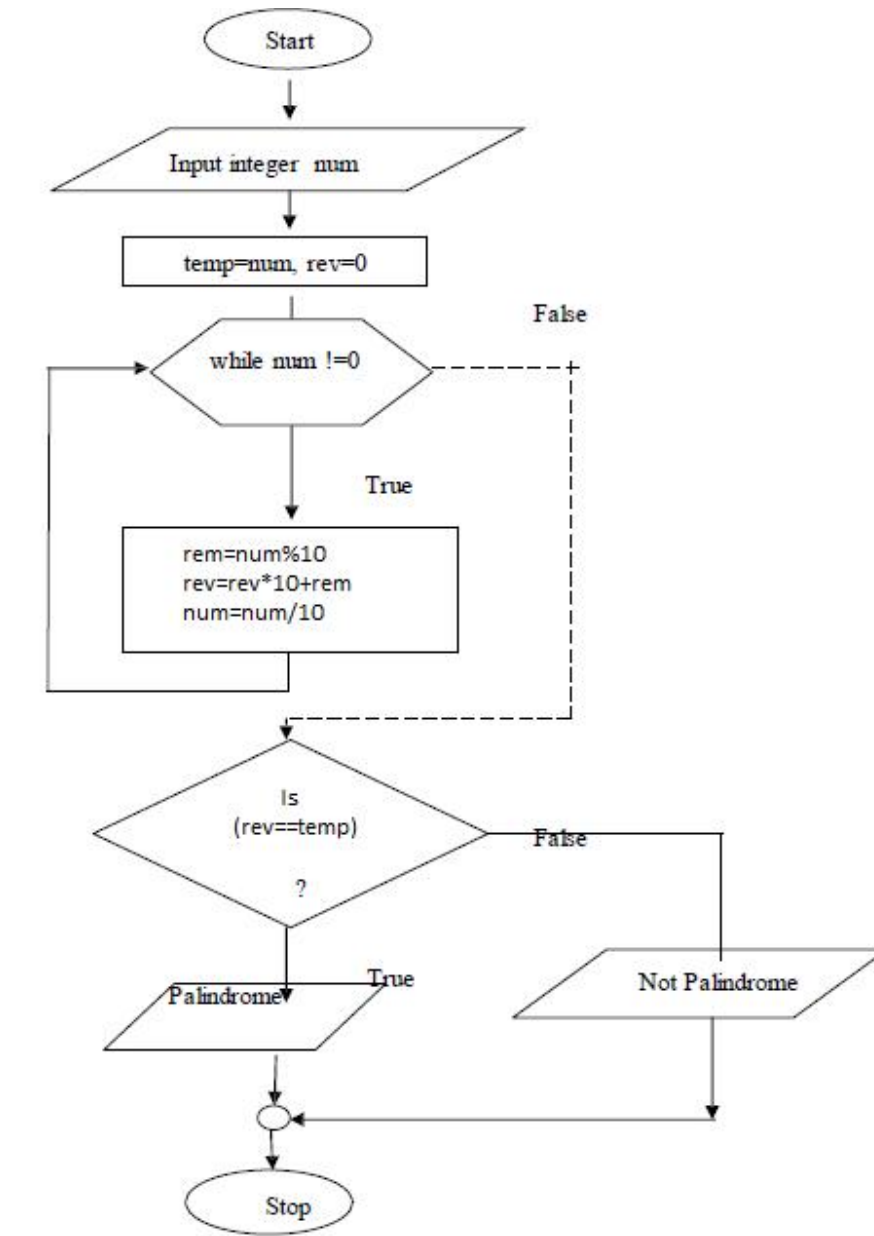 Start
Input integer num
temp=num, rev=0
False
while num !=0
True
rem=num%10
rev=rev*10+rem
num=num/10
Is
(rev==temp)
?
False
True
Palindrome
Not Palindrome
Stop